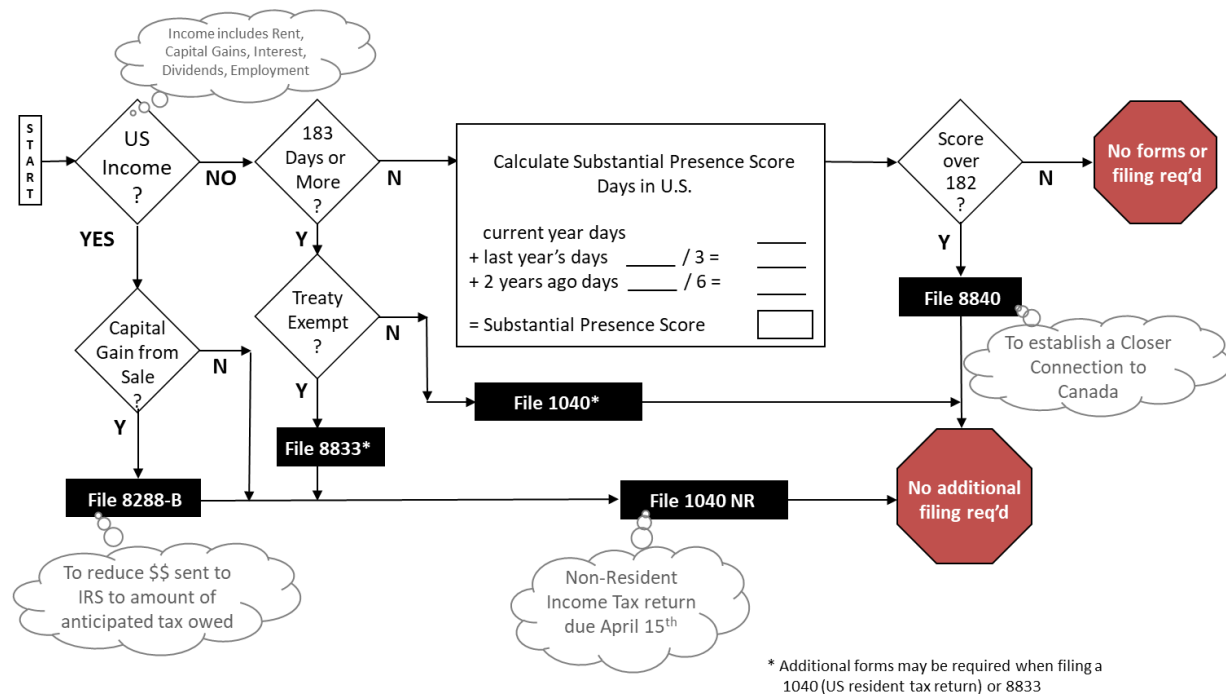 Income includes Rent,
Capital Gains, Interest,
Dividends, Employment
START
US
Income
?
NO
YES
183
Days or
More
?
N
Y
Calculate Substantial Presence Score
Days in U.S.
current year days _____
+ last year's days _____ / 3 = _____
+ 2 years ago days _____ / 6 = _____
= Substantial Presence Score
Score
over
182
?
N
Y
No forms or
filing req'd
File 8840
To establish a Closer
Connection to
Canada
Treaty
Exempt
?
N
Y
Capital
Gain from
Sale
?
N
Y
File 1040*
File 8833*
File 8288-B
File 1040 NR
No additional
filing req'd
To reduce $$ sent to
IRS to amount of
anticipated tax owed
Non-Resident
Income Tax return
due April 15th
* Additional forms may be required when filing a
1040 (US resident tax return) or 8833